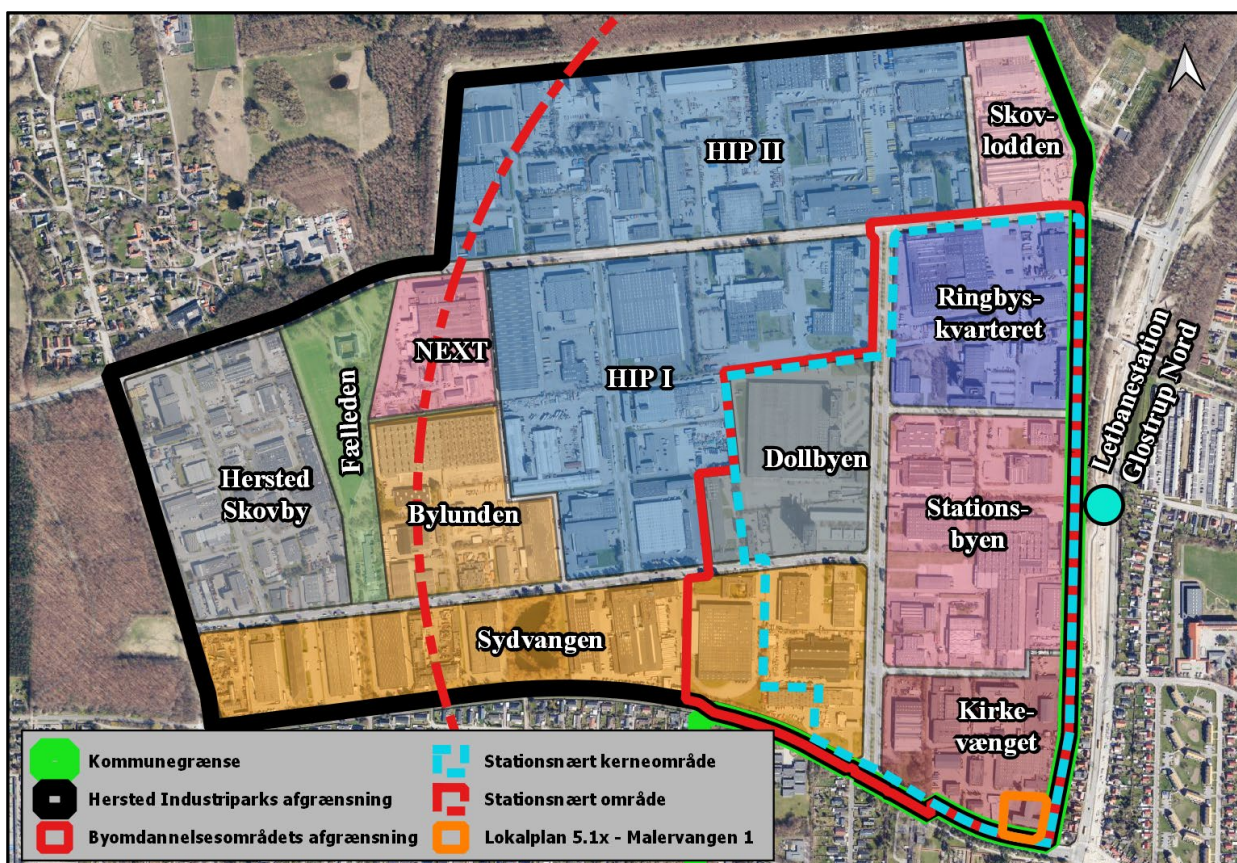 Skov-
lodden
HIP II
Ringbys-
kvarteret
NEXT
HIP I
Fælleden
Letbanestation
Glostrup Nord
Dollbyen
Hersted
Skovby
Bylunden
Stations-
byen
Sydvangen
Kirke-
vænget
Kommunegrænse
Hersted Industriparks afgrænsning
Byomdannelsesområdets afgrænsning
Stationsnært kerneområde
Stationsnært område
Lokalplan 5.1x - Malervangen 1